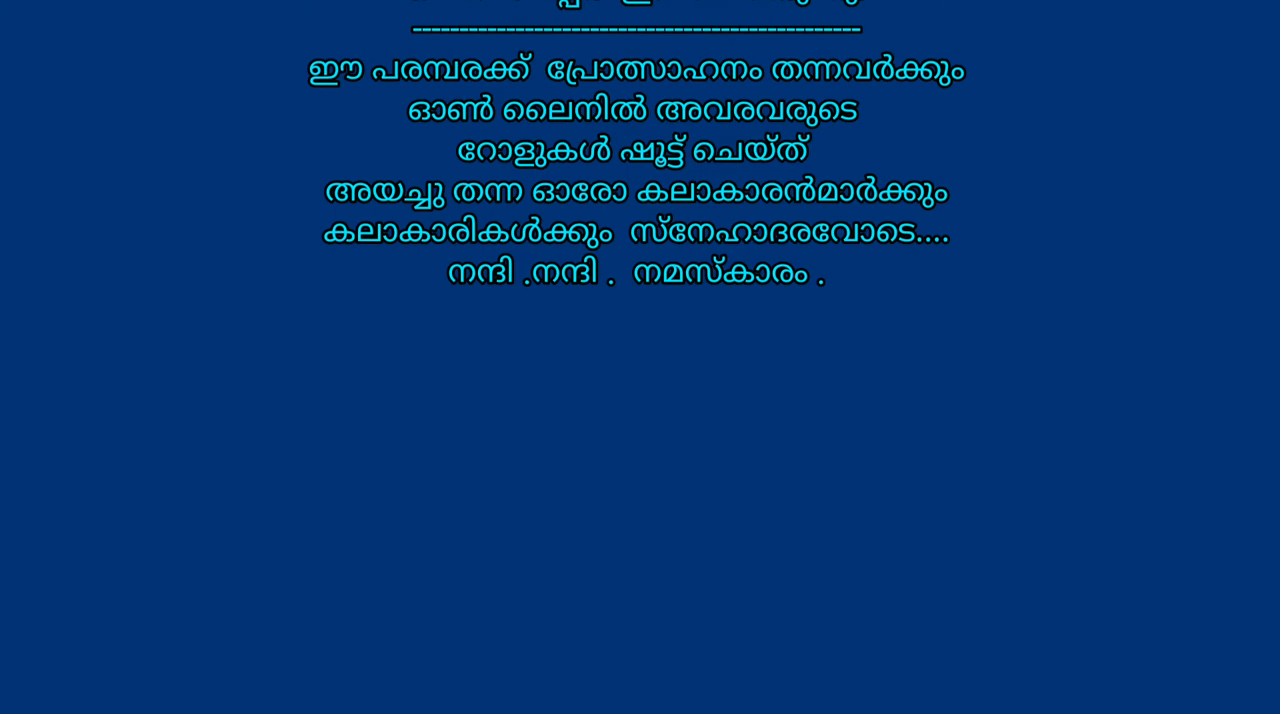 ------------------------------------------------
ഈ പരമ്പരക്ക് പ്രോത്സാഹനം തന്നവർക്കും
ഓൺ ലൈനിൽ അവരവരുടെ
റോളുകൾ ഷൂട്ട് ചെയ്ത്
അയച്ചു തന്ന ഓരോ കലാകാരൻമാർക്കും
കലാകാരികൾക്കും സ്നേഹാദരവോടെ....
നന്ദി .നന്ദി . നമസ്കാരം .